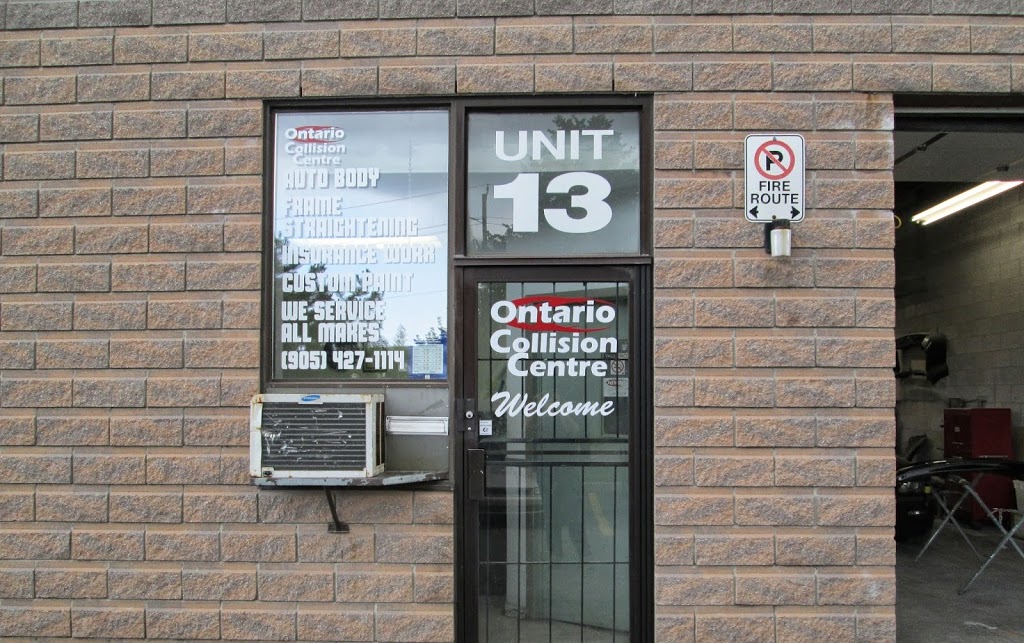 Ontario
Collision
Centre
AUTO BODY
FRAME
STRAIGHTENING
INSURANCE WORK
CUSTOM PAINT
WE SERVICE
ALL MAKES
(905) 427-1114
UNIT
13
Ontario
Collision
Centre
Welcome
P
FIRE
ROUTE